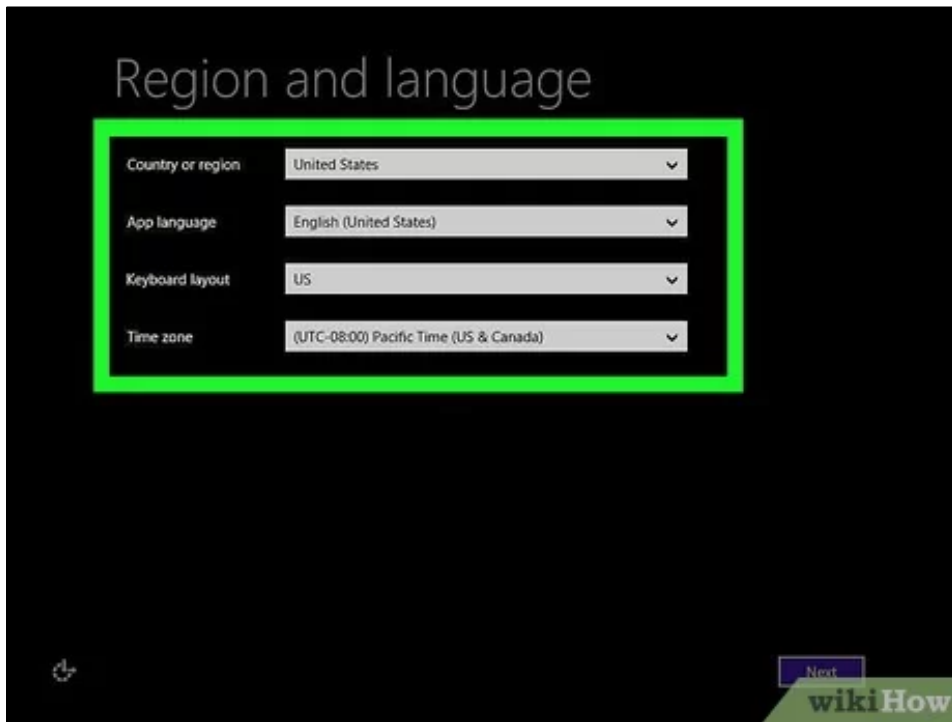 Region and language
Country or region United States
App language English (United States)
Keyboard layout US
Time zone (UTC-08:00) Pacific Time (US & Canada)
Next
wikiHow